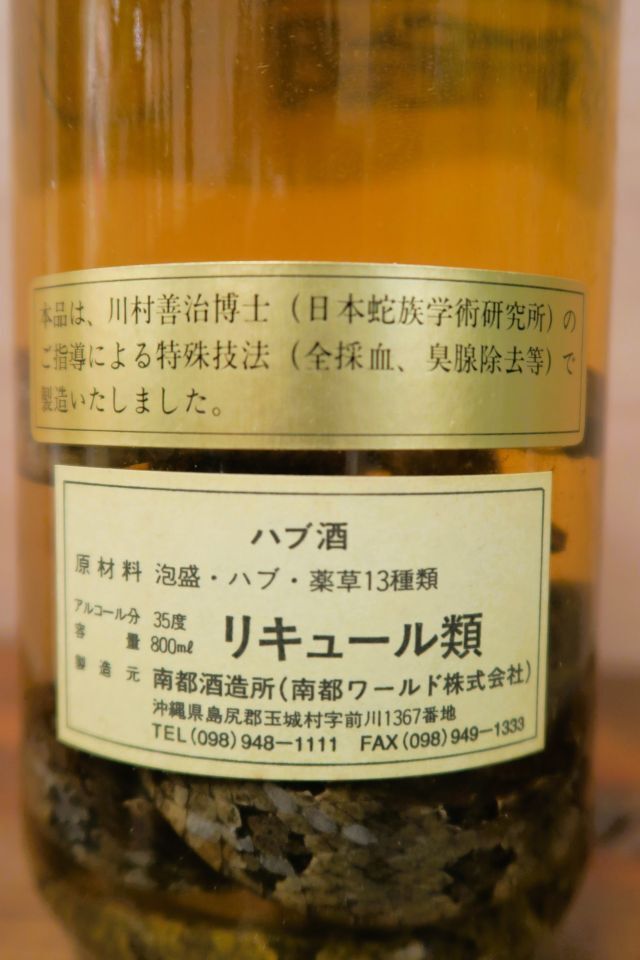 本品は、川村善治博士（日本蛇族学術研究所）の
ご指導による特殊技法（全採血、臭腺除去等）で
製造いたしました。
ハブ酒
原材料 泡盛・ハブ・薬草13種類
アルコール分 35度
容量 800㎖
リキュール類
製造元 南都酒造所(南都ワールド株式会社)
沖縄県島尻郡玉城村字前川1367番地
TEL(098)948−1111 FAX(098)949−1333